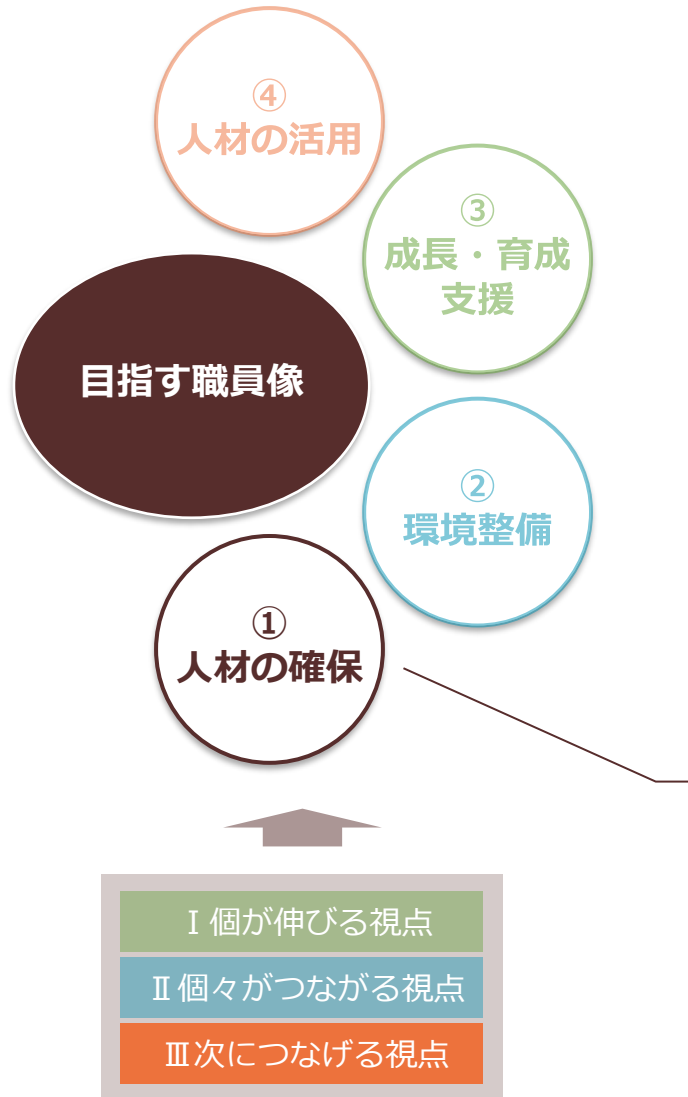 ④
人材の活用
③
成長・育成
支援
目指す職員像
②
環境整備
①
人材の確保
Ⅰ個が伸びる視点
Ⅱ個々がつながる視点
Ⅲ次につなげる視点